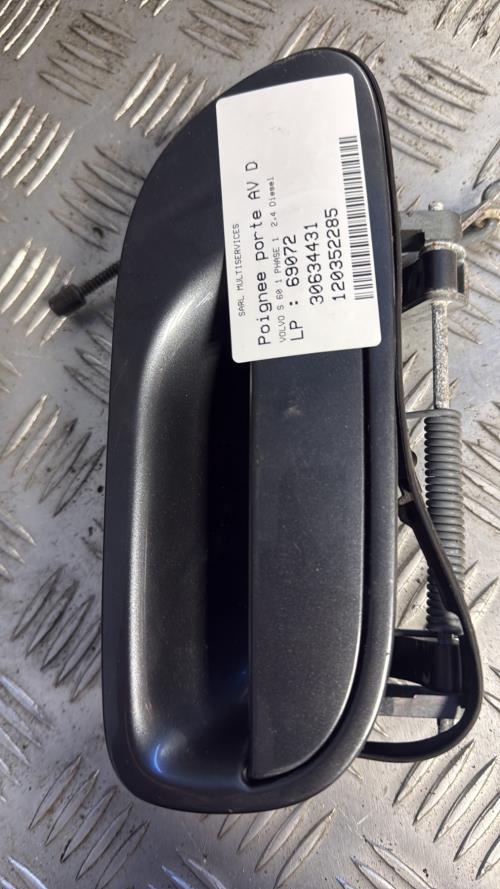 SARL MULTISERVICES
Poignee porte AV D
VOLVO S 60 1 PHASE 1 2.4 Diesel
LP : 69072
30634431
120352285